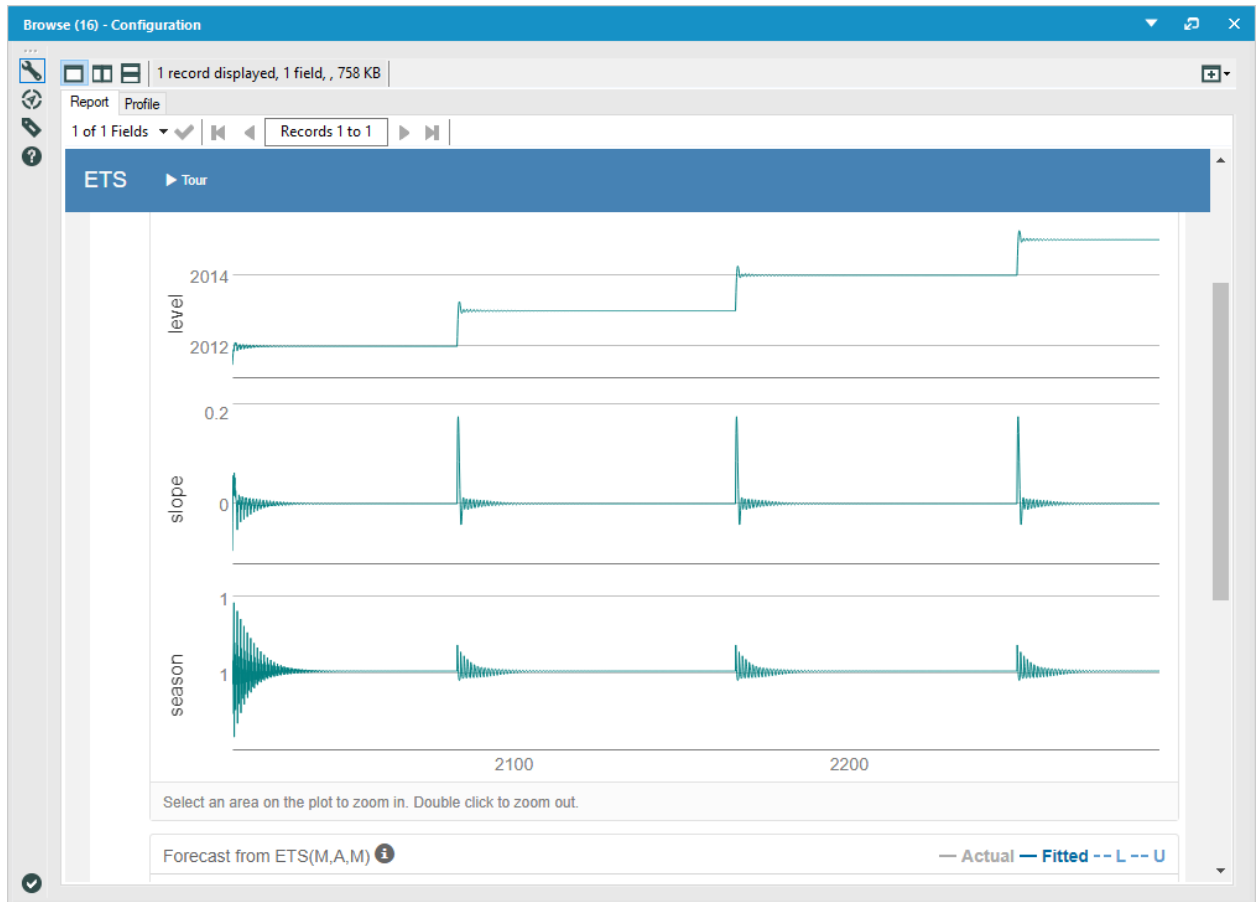 Browse (16) - Configuration
1 record displayed, 1 field, , 758 KB
Report Profile
1 of 1 Fields Records 1 to 1
ETS Tour
2014
level
2012
0.2
slope
0
1
season
1
2100 2200
Select an area on the plot to zoom in. Double click to zoom out.
Forecast from ETS(M,A,M) — Actual — Fitted -- L -- U